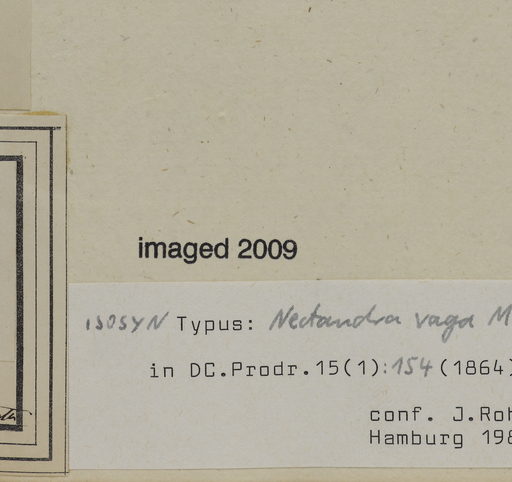 imaged 2009
ISOSYN Typus: Nectandra vaga M
in DC.Prodr.15(1):154(1864)
conf. J.Roh
Hamburg 198